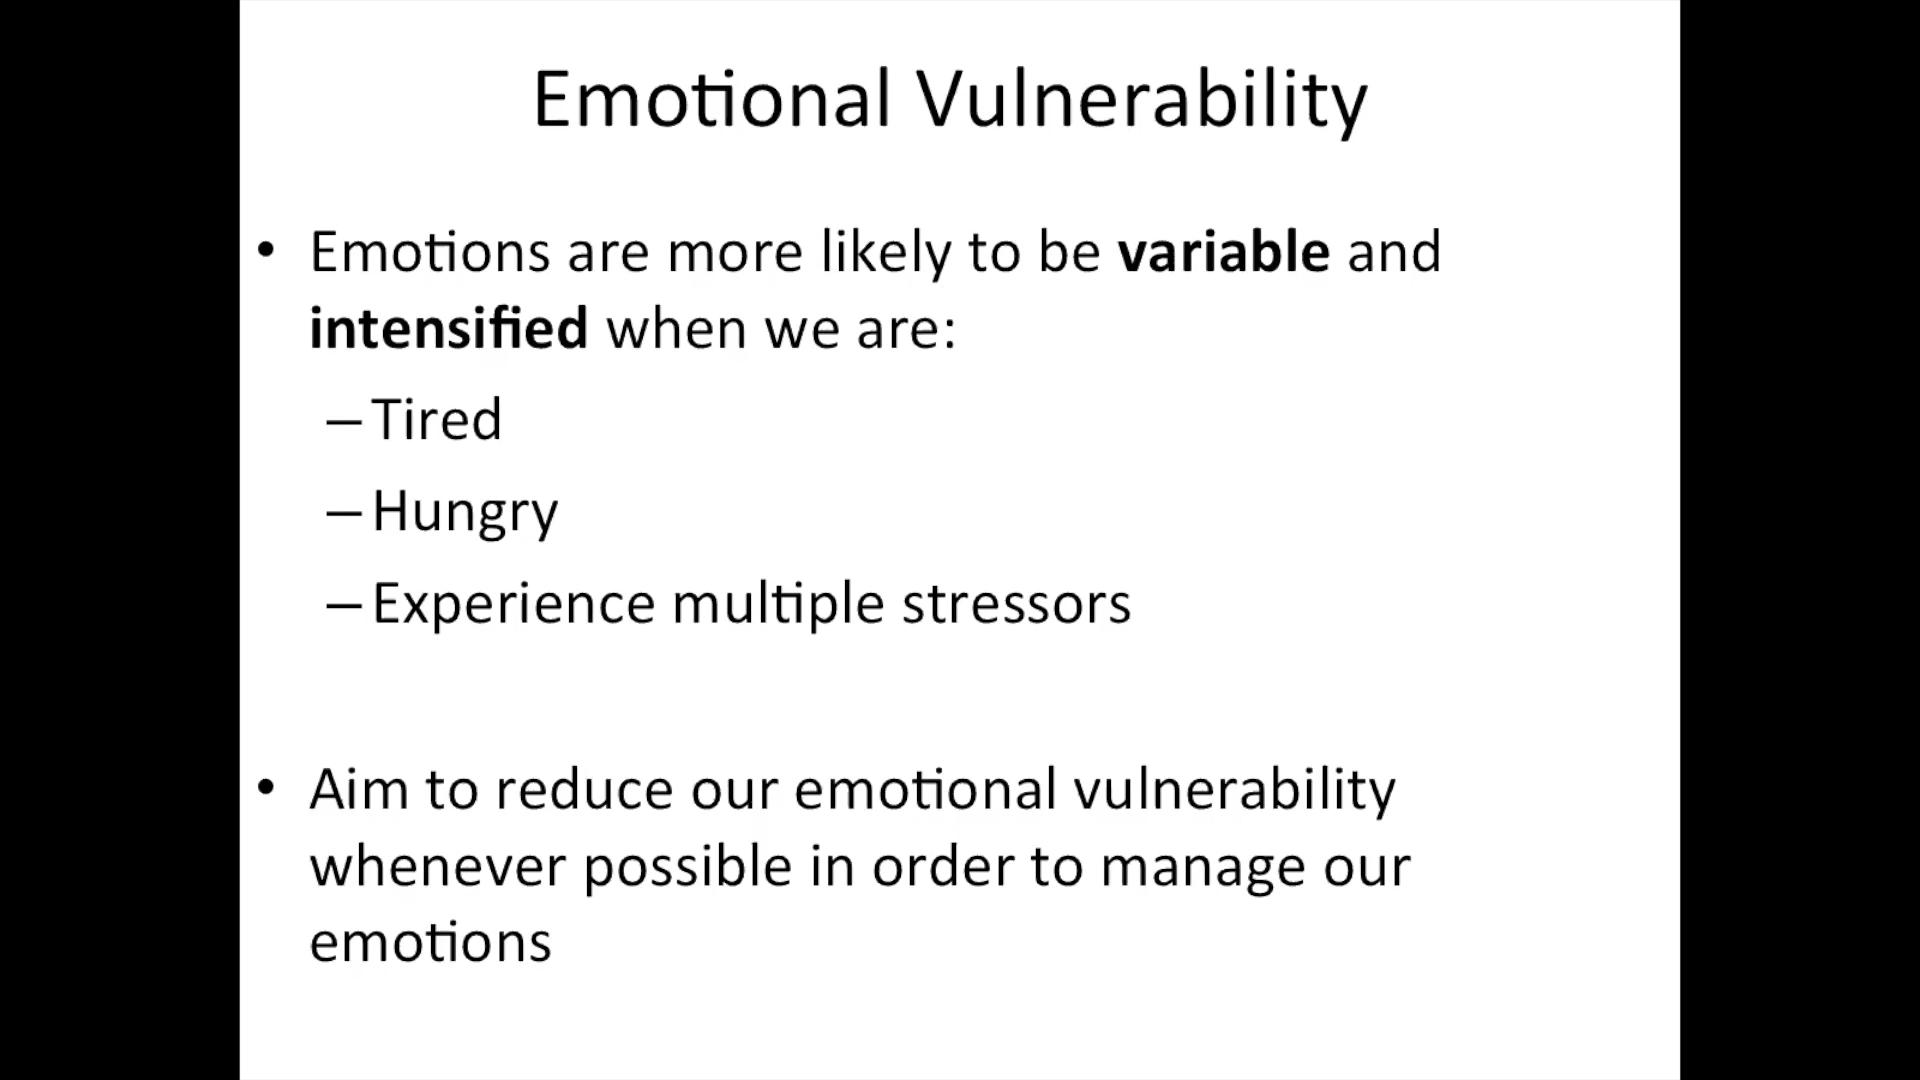 Emotional Vulnerability
• Emotions are more likely to be variable and
intensified when we are:
– Tired
– Hungry
– Experience multiple stressors
• Aim to reduce our emotional vulnerability
whenever possible in order to manage our
emotions